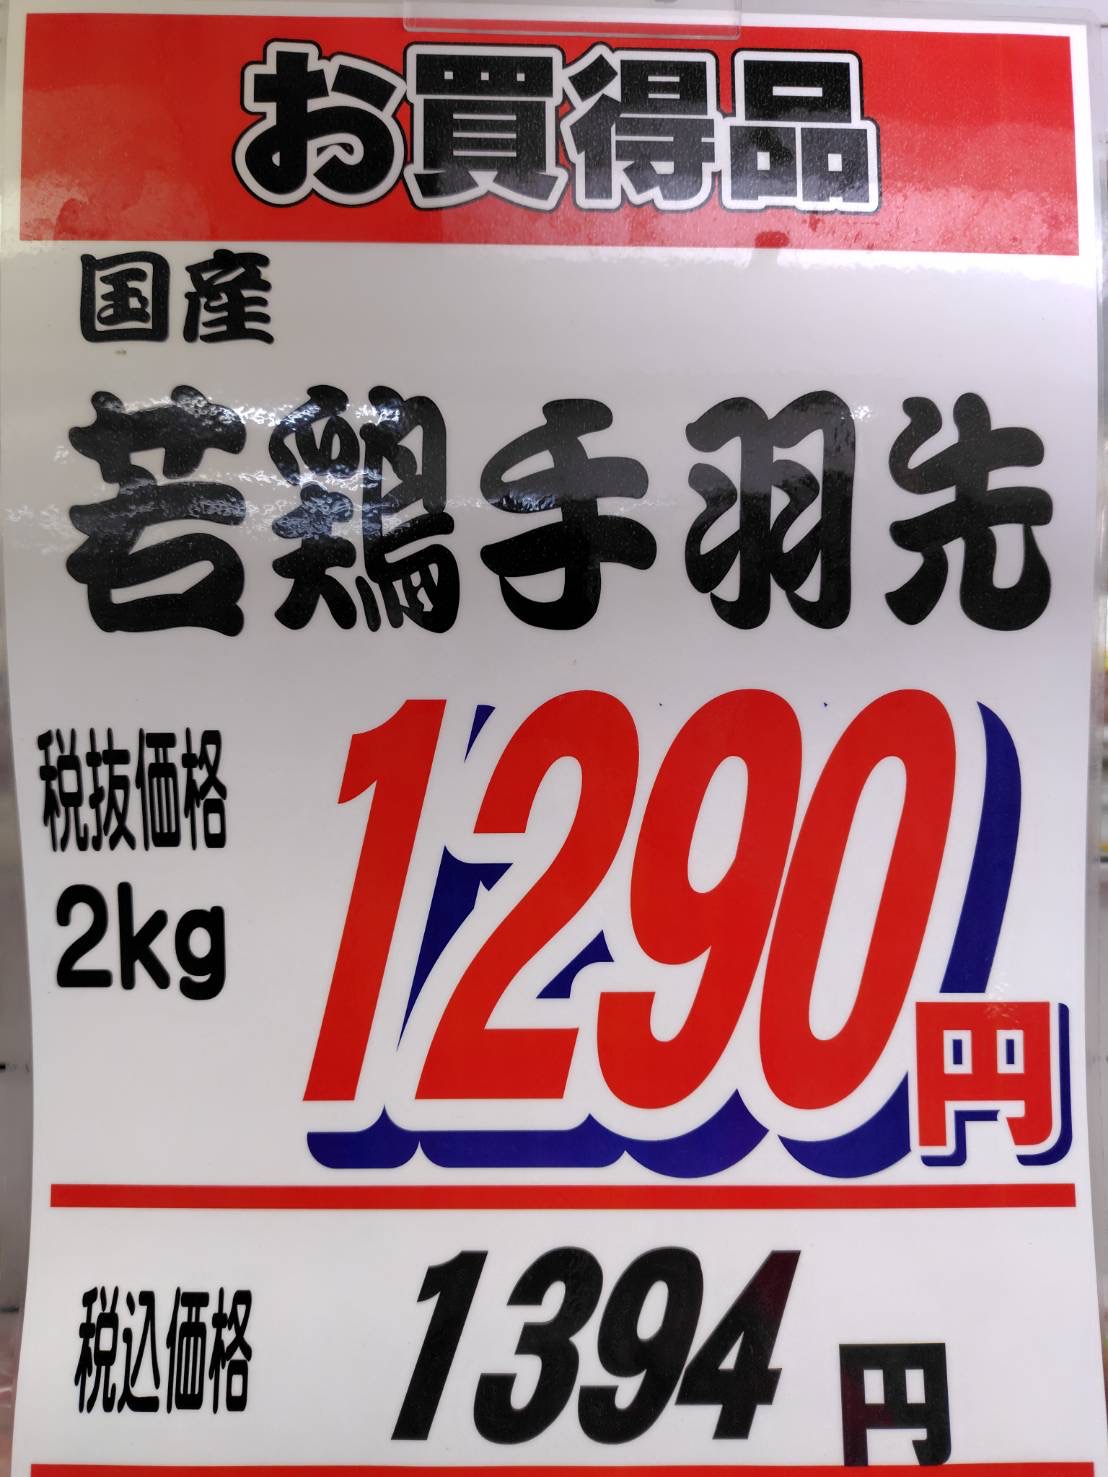 お買得品
国産
若鶏手羽先
税抜価格
2kg
1290円
税込価格
1394円